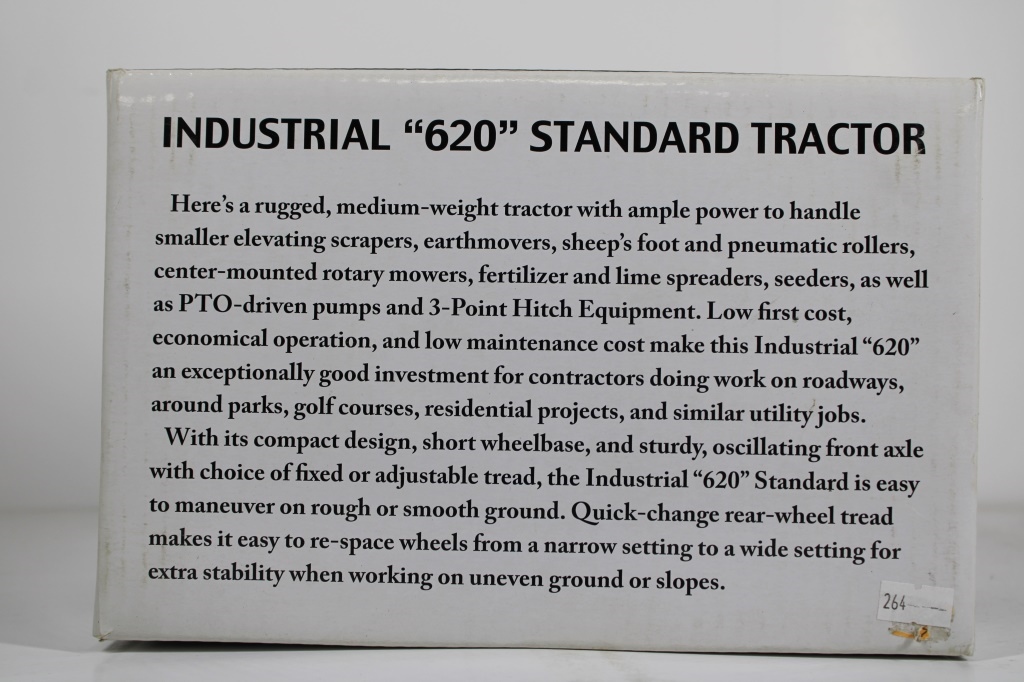 INDUSTRIAL “620” STANDARD TRACTOR
Here’s a rugged, medium-weight tractor with ample power to handle
smaller elevating scrapers, earthmovers, sheep’s foot and pneumatic rollers,
center-mounted rotary mowers, fertilizer and lime spreaders, seeders, as well
as PTO-driven pumps and 3-Point Hitch Equipment. Low first cost,
economical operation, and low maintenance cost make this Industrial “620”
an exceptionally good investment for contractors doing work on roadways,
around parks, golf courses, residential projects, and similar utility jobs.
With its compact design, short wheelbase, and sturdy, oscillating front axle
with choice of fixed or adjustable tread, the Industrial “620” Standard is easy
to maneuver on rough or smooth ground. Quick-change rear-wheel tread
makes it easy to re-space wheels from a narrow setting to a wide setting for
extra stability when working on uneven ground or slopes.
264